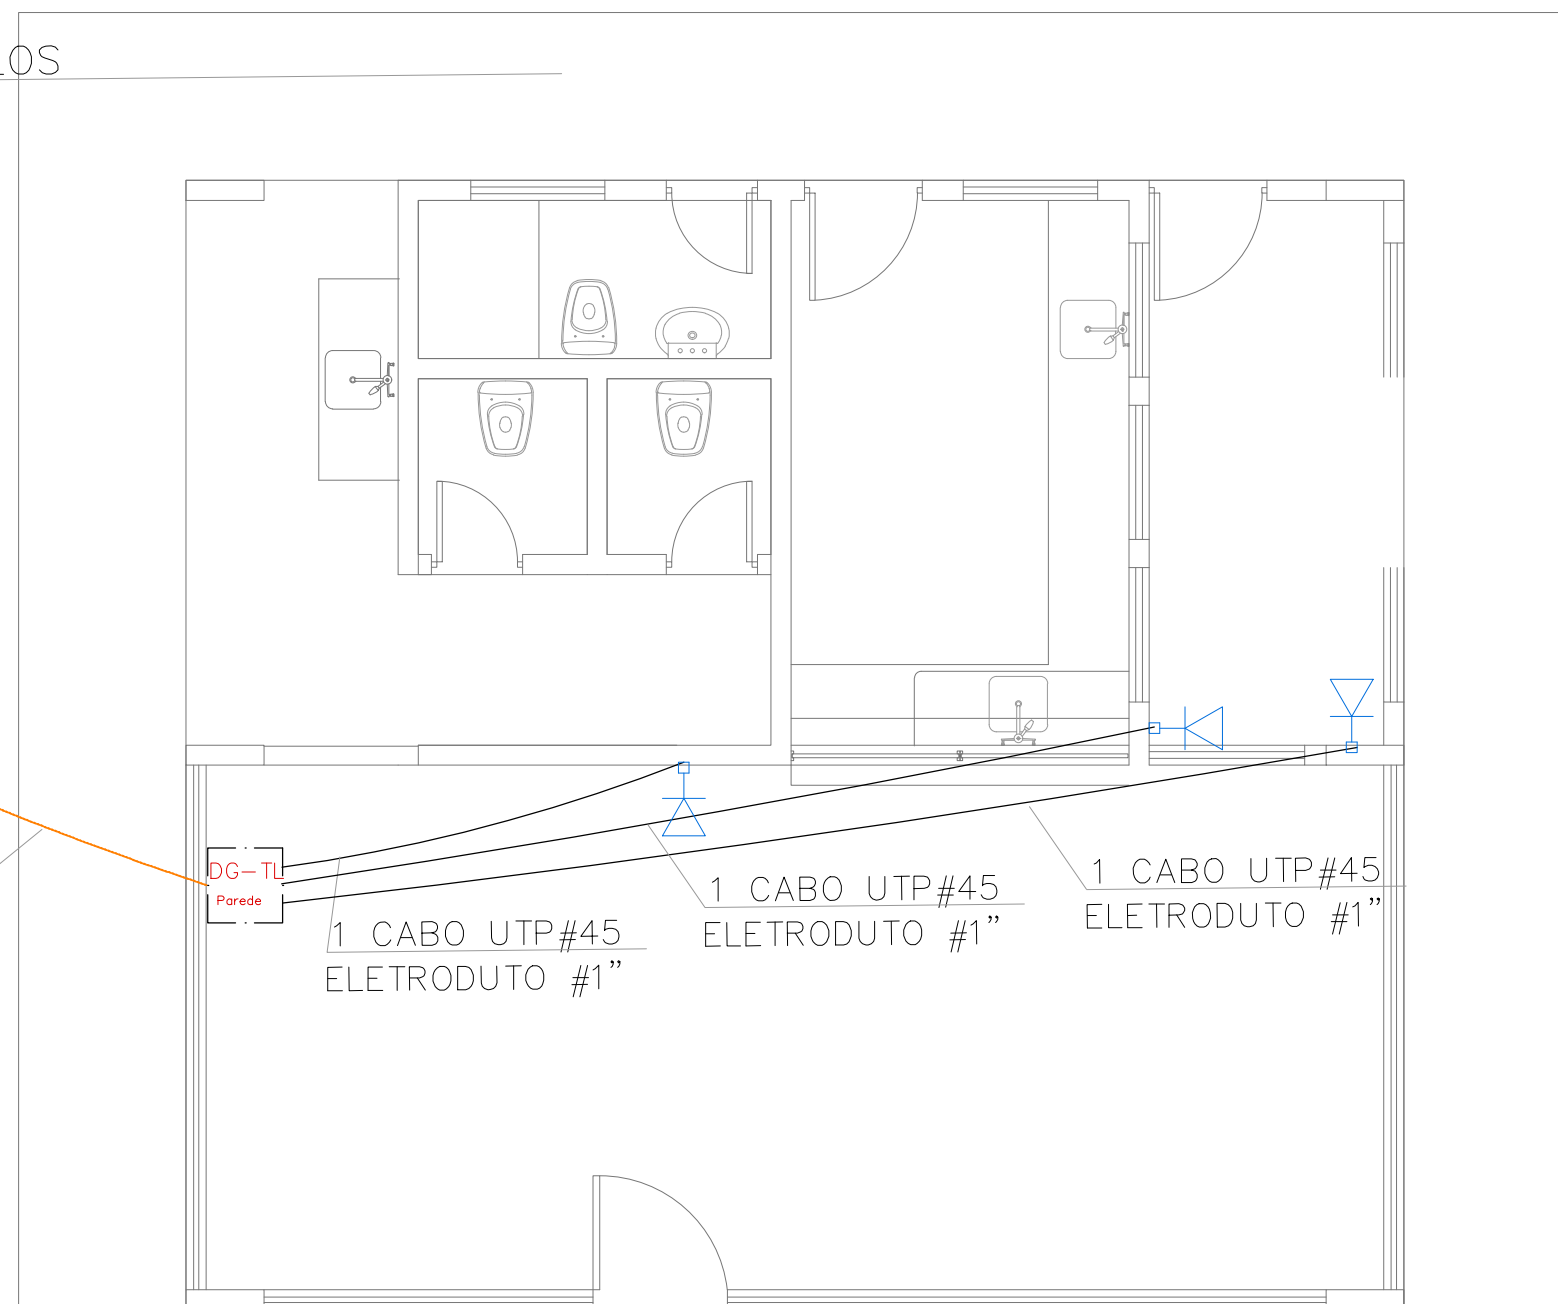 LOS
DG-TL
Parede
1 CABO UTP#45
ELETRODUTO #1"
1 CABO UTP#45
ELETRODUTO #1"
1 CABO UTP#45
ELETRODUTO #1"